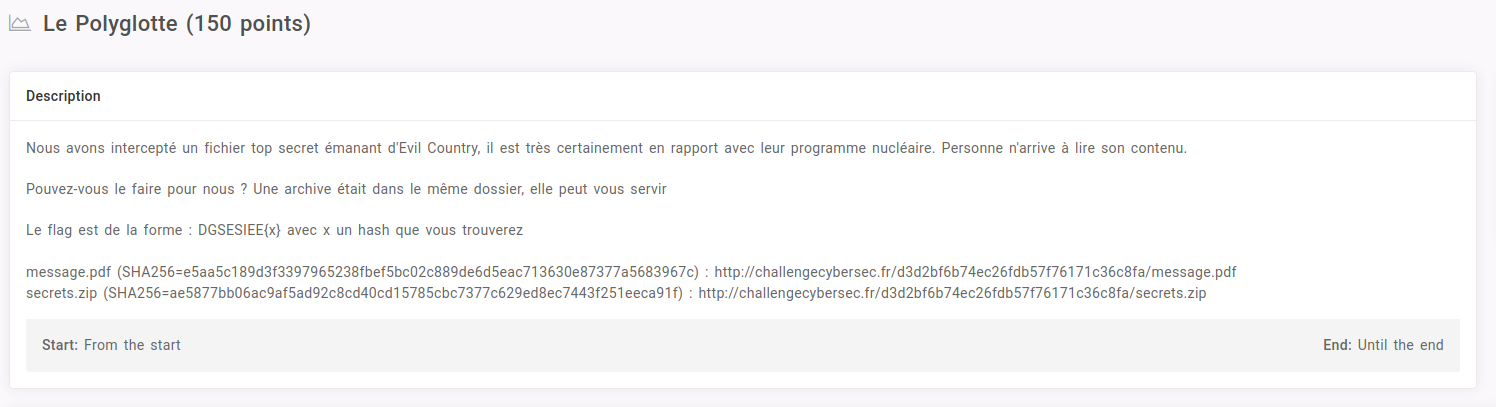 Le Polyglotte (150 points)
Description
Nous avons intercepté un fichier top secret émanant d'Evil Country, il est très certainement en rapport avec leur programme nucléaire. Personne n'arrive à lire son contenu.
Pouvez-vous le faire pour nous ? Une archive était dans le même dossier, elle peut vous servir
Le flag est de la forme : DGSESIEE{x} avec x un hash que vous trouverez
message.pdf (SHA256=e5aa5c189d3f3397965238fbef5bc02c889de6d5eac713630e87377a5683967c) : http://challengecybersec.fr/d3d2bf6b74ec26fdb57f76171c36c8fa/message.pdf
secrets.zip (SHA256=ae5877bb06ac9af5ad92c8cd40cd15785cbc7377c629ed8ec7443f251eeca91f) : http://challengecybersec.fr/d3d2bf6b74ec26fdb57f76171c36c8fa/secrets.zip
Start: From the start
End: Until the end